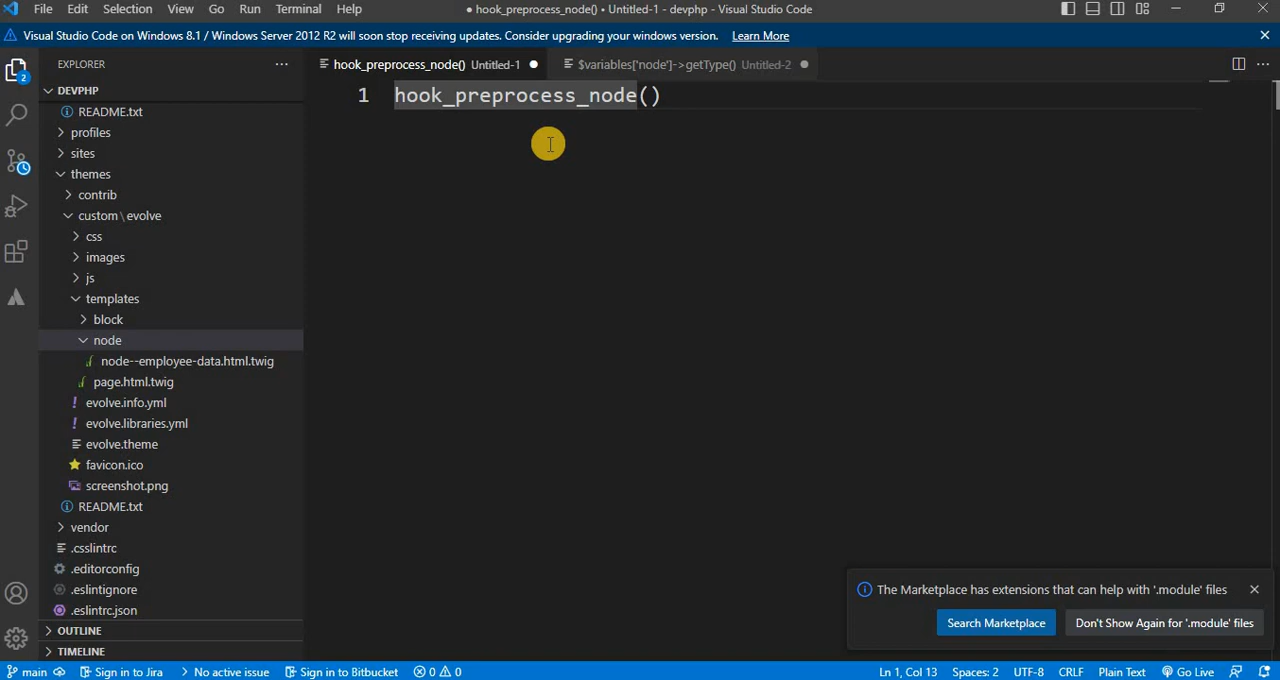 File Edit Selection View Go Run Terminal Help
● hook_preprocess_node() • Untitled-1 - devphp - Visual Studio Code
Visual Studio Code on Windows 8.1 / Windows Server 2012 R2 will soon stop receiving updates. Consider upgrading your windows version. Learn More
EXPLORER
hook_preprocess_node() Untitled-1
$variables['node']->getType() Untitled-2
2
DEVPHP
1 hook_preprocess_node()
README.txt
profiles
sites
themes
contrib
custom\evolve
css
images
js
templates
block
node
node--employee-data.html.twig
page.html.twig
evolve.info.yml
evolve.libraries.yml
evolve.theme
favicon.ico
screenshot.png
README.txt
vendor
.csslintrc
.editorconfig
.eslintignore
.eslintrc.json
OUTLINE
TIMELINE
The Marketplace has extensions that can help with '.module' files
Search Marketplace
Don't Show Again for '.module' files
main Sign in to Jira No active issue Sign in to Bitbucket 0 0 Ln 1, Col 13 Spaces: 2 UTF-8 CRLF Plain Text Go Live